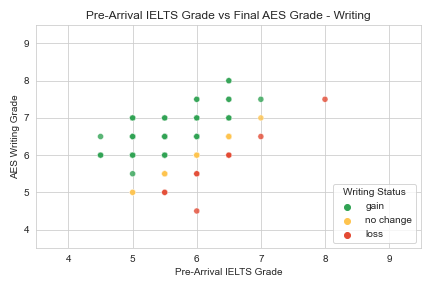 Pre-Arrival IELTS Grade vs Final AES Grade - Writing
AES Writing Grade
9
8
7
6
5
4
4 5 6 7 8 9
Pre-Arrival IELTS Grade
Writing Status
gain
no change
loss